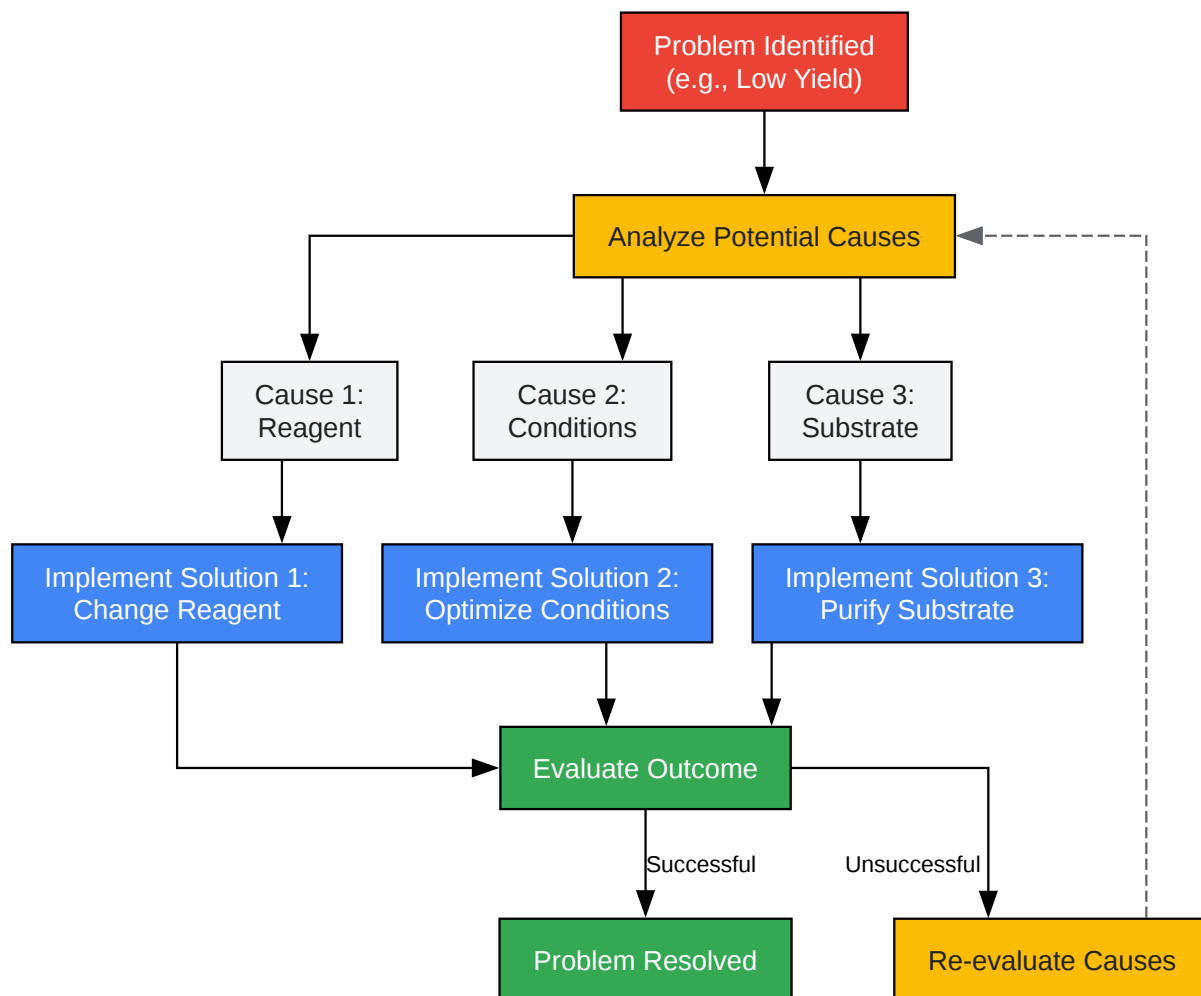 Problem Identified
(e.g., Low Yield)
Analyze Potential Causes
Cause 1:
Reagent
Cause 2:
Conditions
Cause 3:
Substrate
Implement Solution 1:
Change Reagent
Implement Solution 2:
Optimize Conditions
Implement Solution 3:
Purify Substrate
Evaluate Outcome
Successful
Unsuccessful
Problem Resolved
Re-evaluate Causes